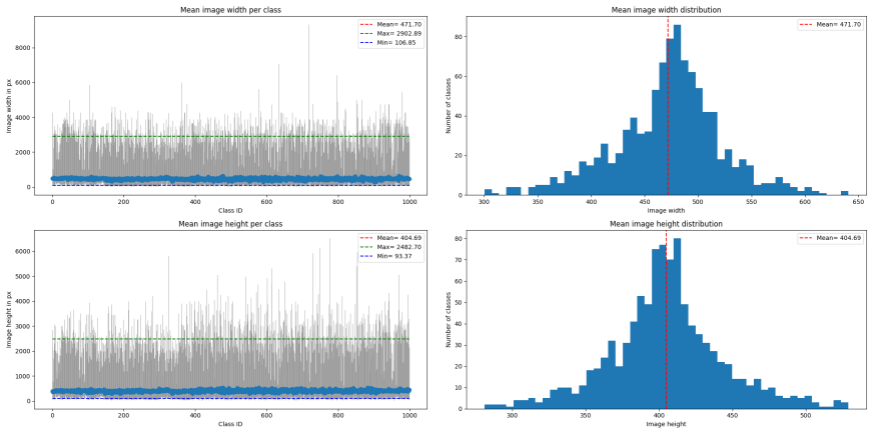 Mean image width per class
Image width in px
8000
6000
4000
2000
0
0 200 400 600 800 1000
Class ID
Mean= 471.70
Max= 2902.89
Min= 106.85
Mean image width distribution
Number of classes
80
60
40
20
0
300 350 400 450 500 550 600 650
Image width
Mean= 471.70
Mean image height per class
Image height in px
6000
5000
4000
3000
2000
1000
0
0 200 400 600 800 1000
Class ID
Mean= 404.69
Max= 2482.70
Min= 93.37
Mean image height distribution
Number of classes
80
70
60
50
40
30
20
10
0
300 350 400 450 500
Image height
Mean= 404.69